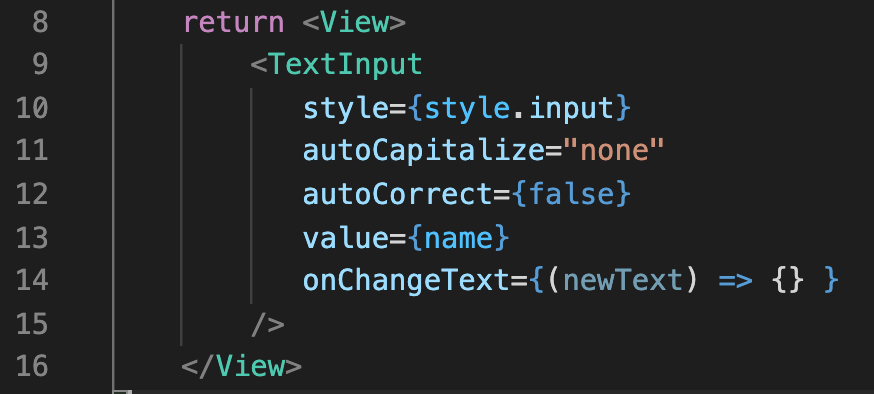 8 return <View>
9 <TextInput
10 style={style.input}
11 autoCapitalize="none"
12 autoCorrect={false}
13 value={name}
14 onChangeText={(newText) => {} }
15 />
16 </View>